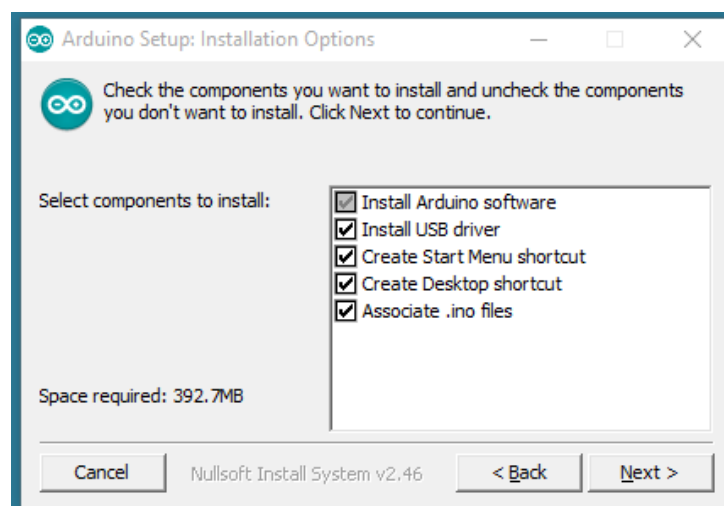 Arduino Setup: Installation Options
Check the components you want to install and uncheck the components
you don't want to install. Click Next to continue.
Select components to install:
Install Arduino software
Install USB driver
Create Start Menu shortcut
Create Desktop shortcut
Associate .ino files
Space required: 392.7MB
Cancel
Nullsoft Install System v2.46
< Back
Next >